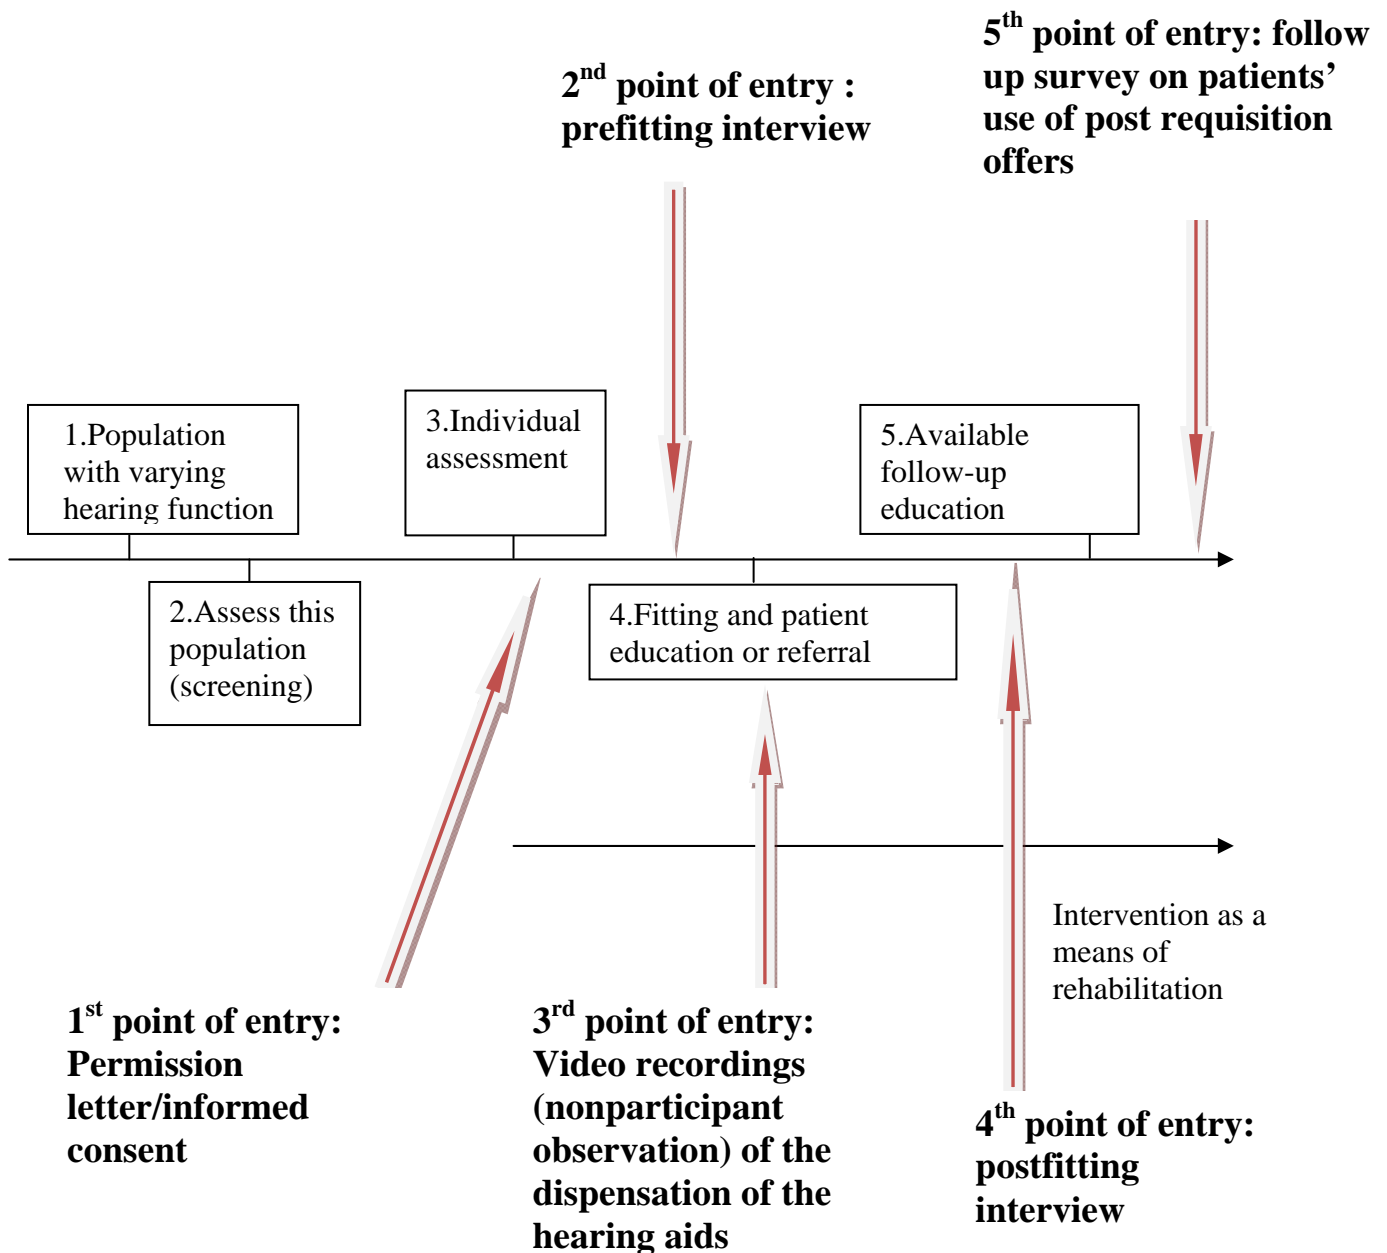 5th point of entry: follow
up survey on patients’
use of post requisition
offers
2nd point of entry :
prefitting interview
1.Population
with varying
hearing function
3.Individual
assessment
5.Available
follow-up
education
2.Assess this
population
(screening)
4.Fitting and patient
education or referral
Intervention as a
means of
rehabilitation
1st point of entry:
Permission
letter/informed
consent
3rd point of entry:
Video recordings
(nonparticipant
observation) of the
dispensation of the
hearing aids
4th point of entry:
postfitting
interview